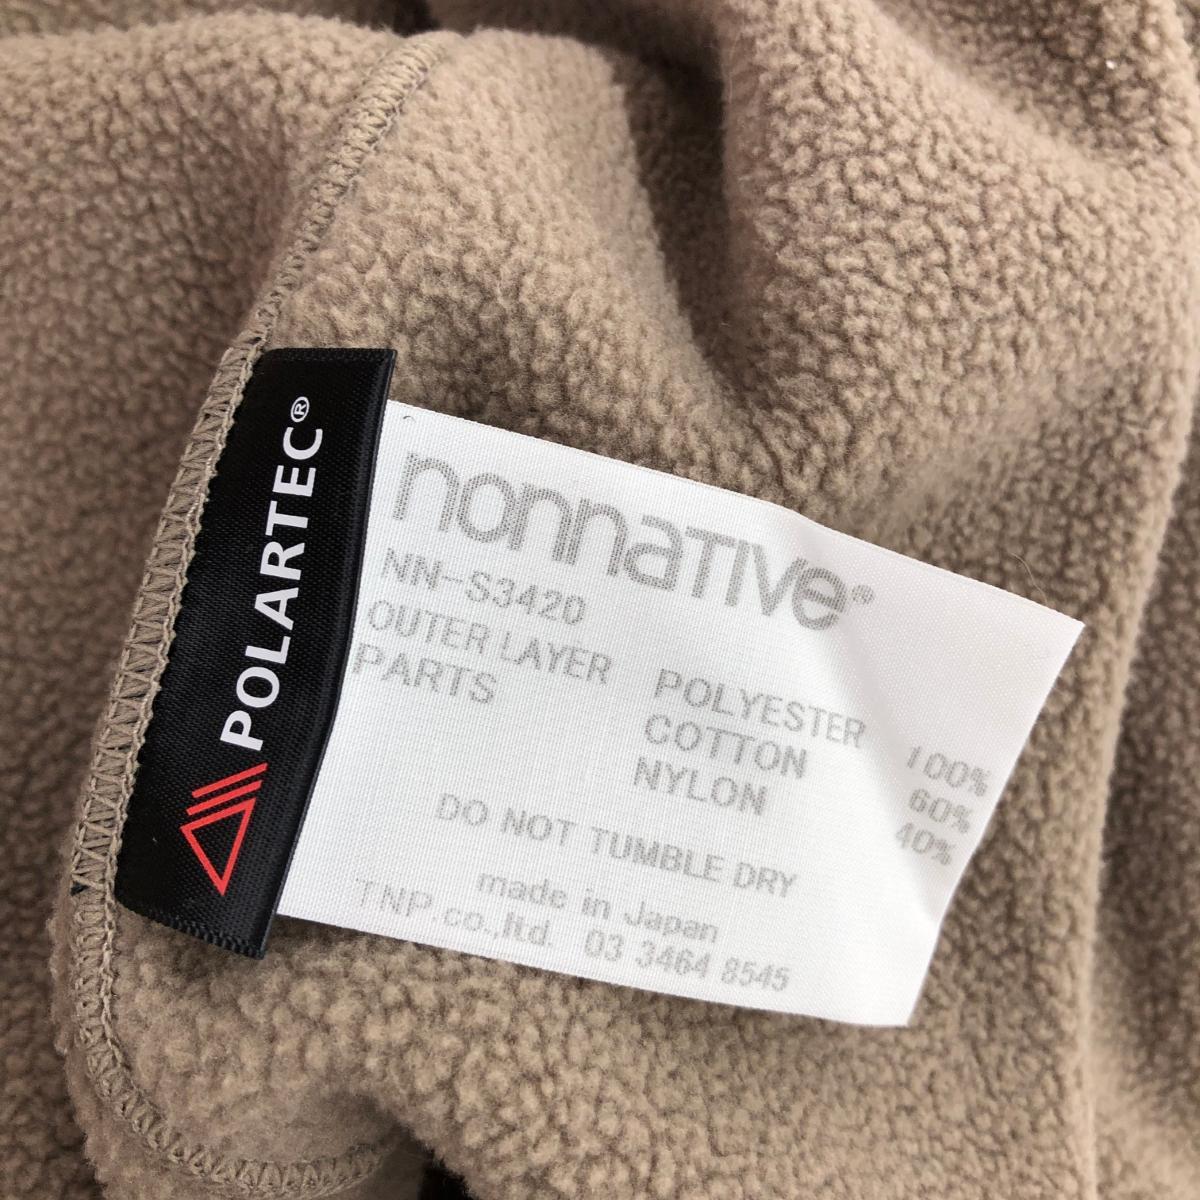 POLARTEC®
nonnative®
NN-S3420
OUTER LAYER POLYESTER 100%
PARTS COTTON 60%
NYLON 40%
DO NOT TUMBLE DRY
made in Japan
TNP.co.,ltd. 03 3464 8545